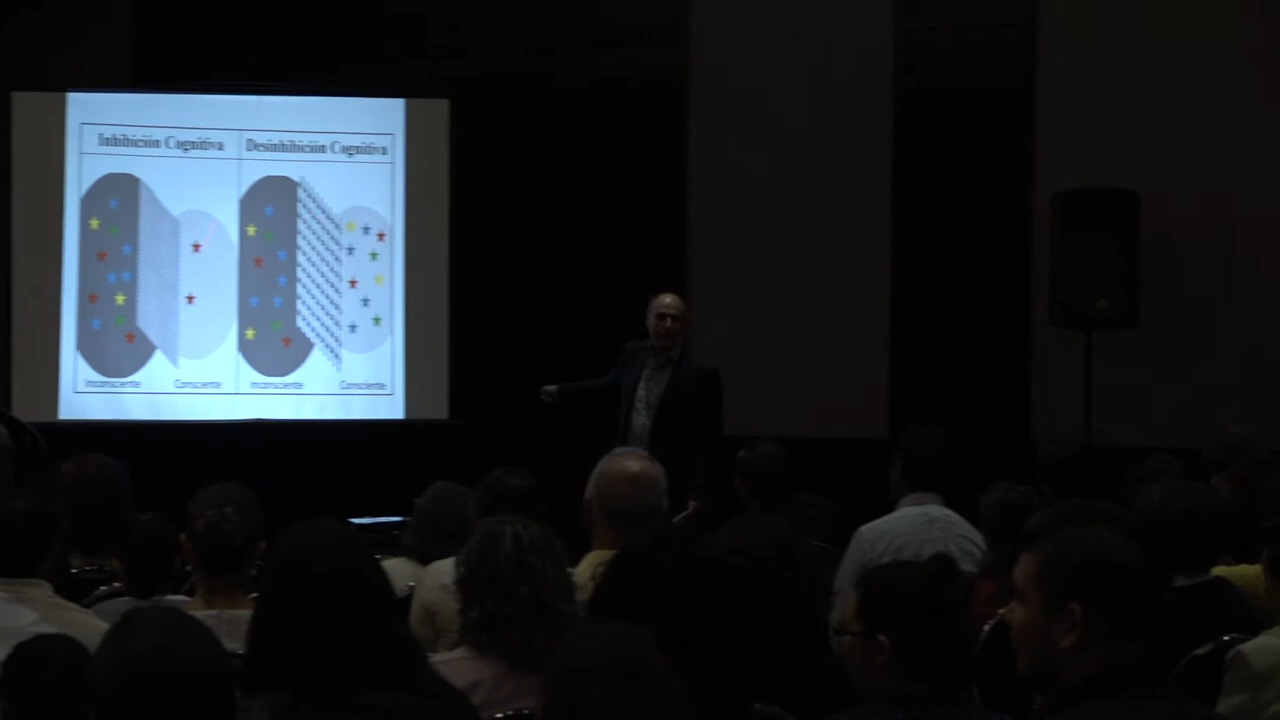 Inhibición Cognitiva
Desinhibición Cognitiva
Inconsciente
Consciente
Inconsciente
Consciente